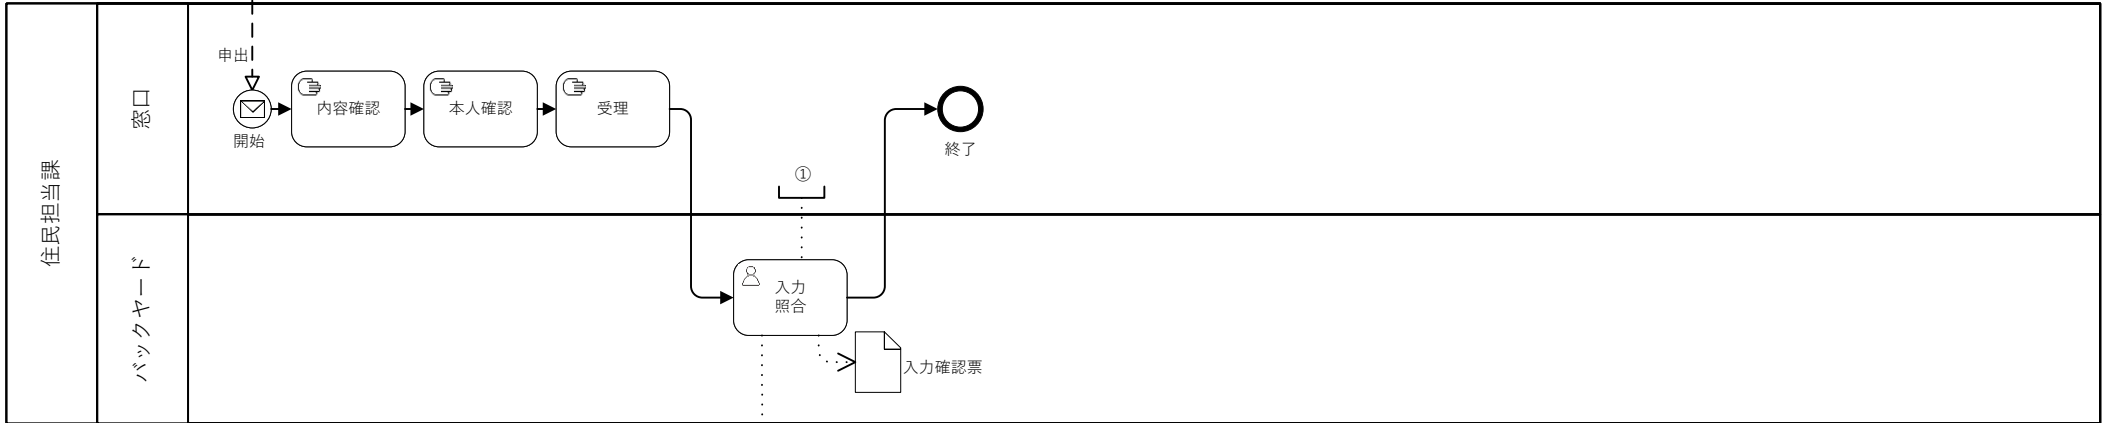 住民担当課
窓口
申出
開始
内容確認
本人確認
受理
①
終了
バックヤード
入力
照合
入力確認票